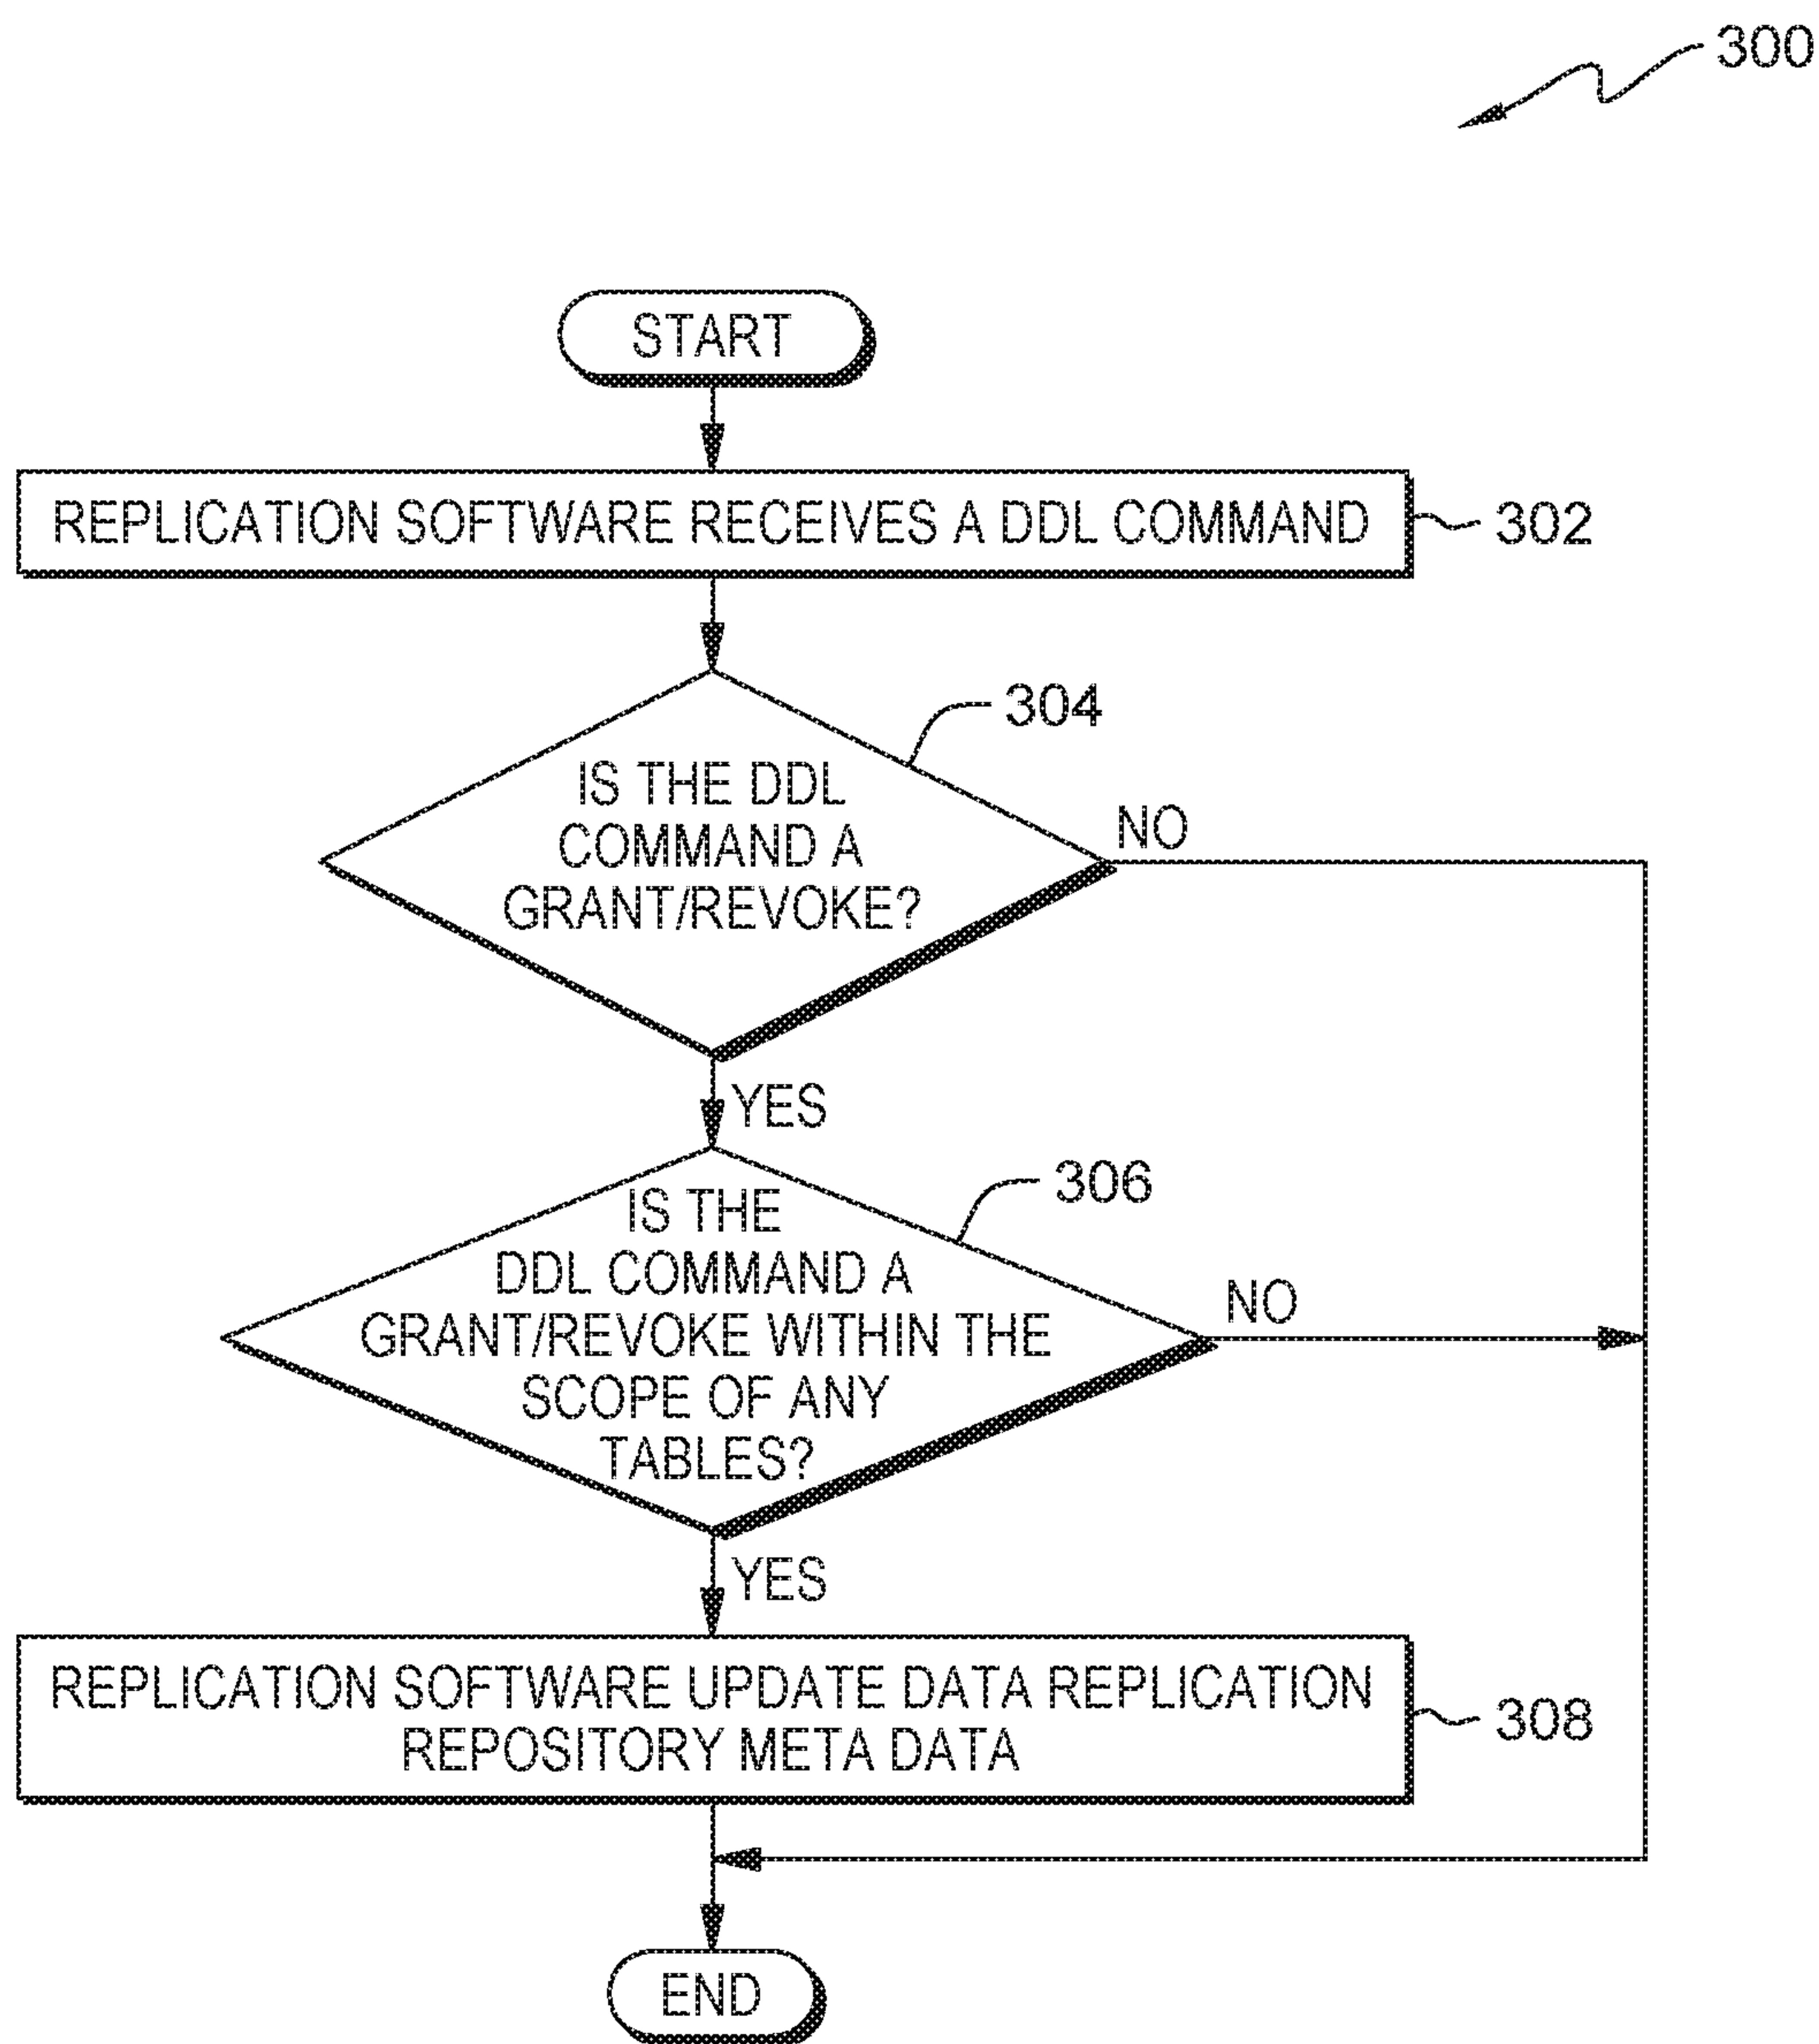 300
START
REPLICATION SOFTWARE RECEIVES A DDL COMMAND
302
304
IS THE DDL
COMMAND A
GRANT/REVOKE?
NO
YES
306
IS THE
DDL COMMAND A
GRANT/REVOKE WITHIN THE
SCOPE OF ANY
TABLES?
NO
YES
REPLICATION SOFTWARE UPDATE DATA REPLICATION
REPOSITORY META DATA
308
END